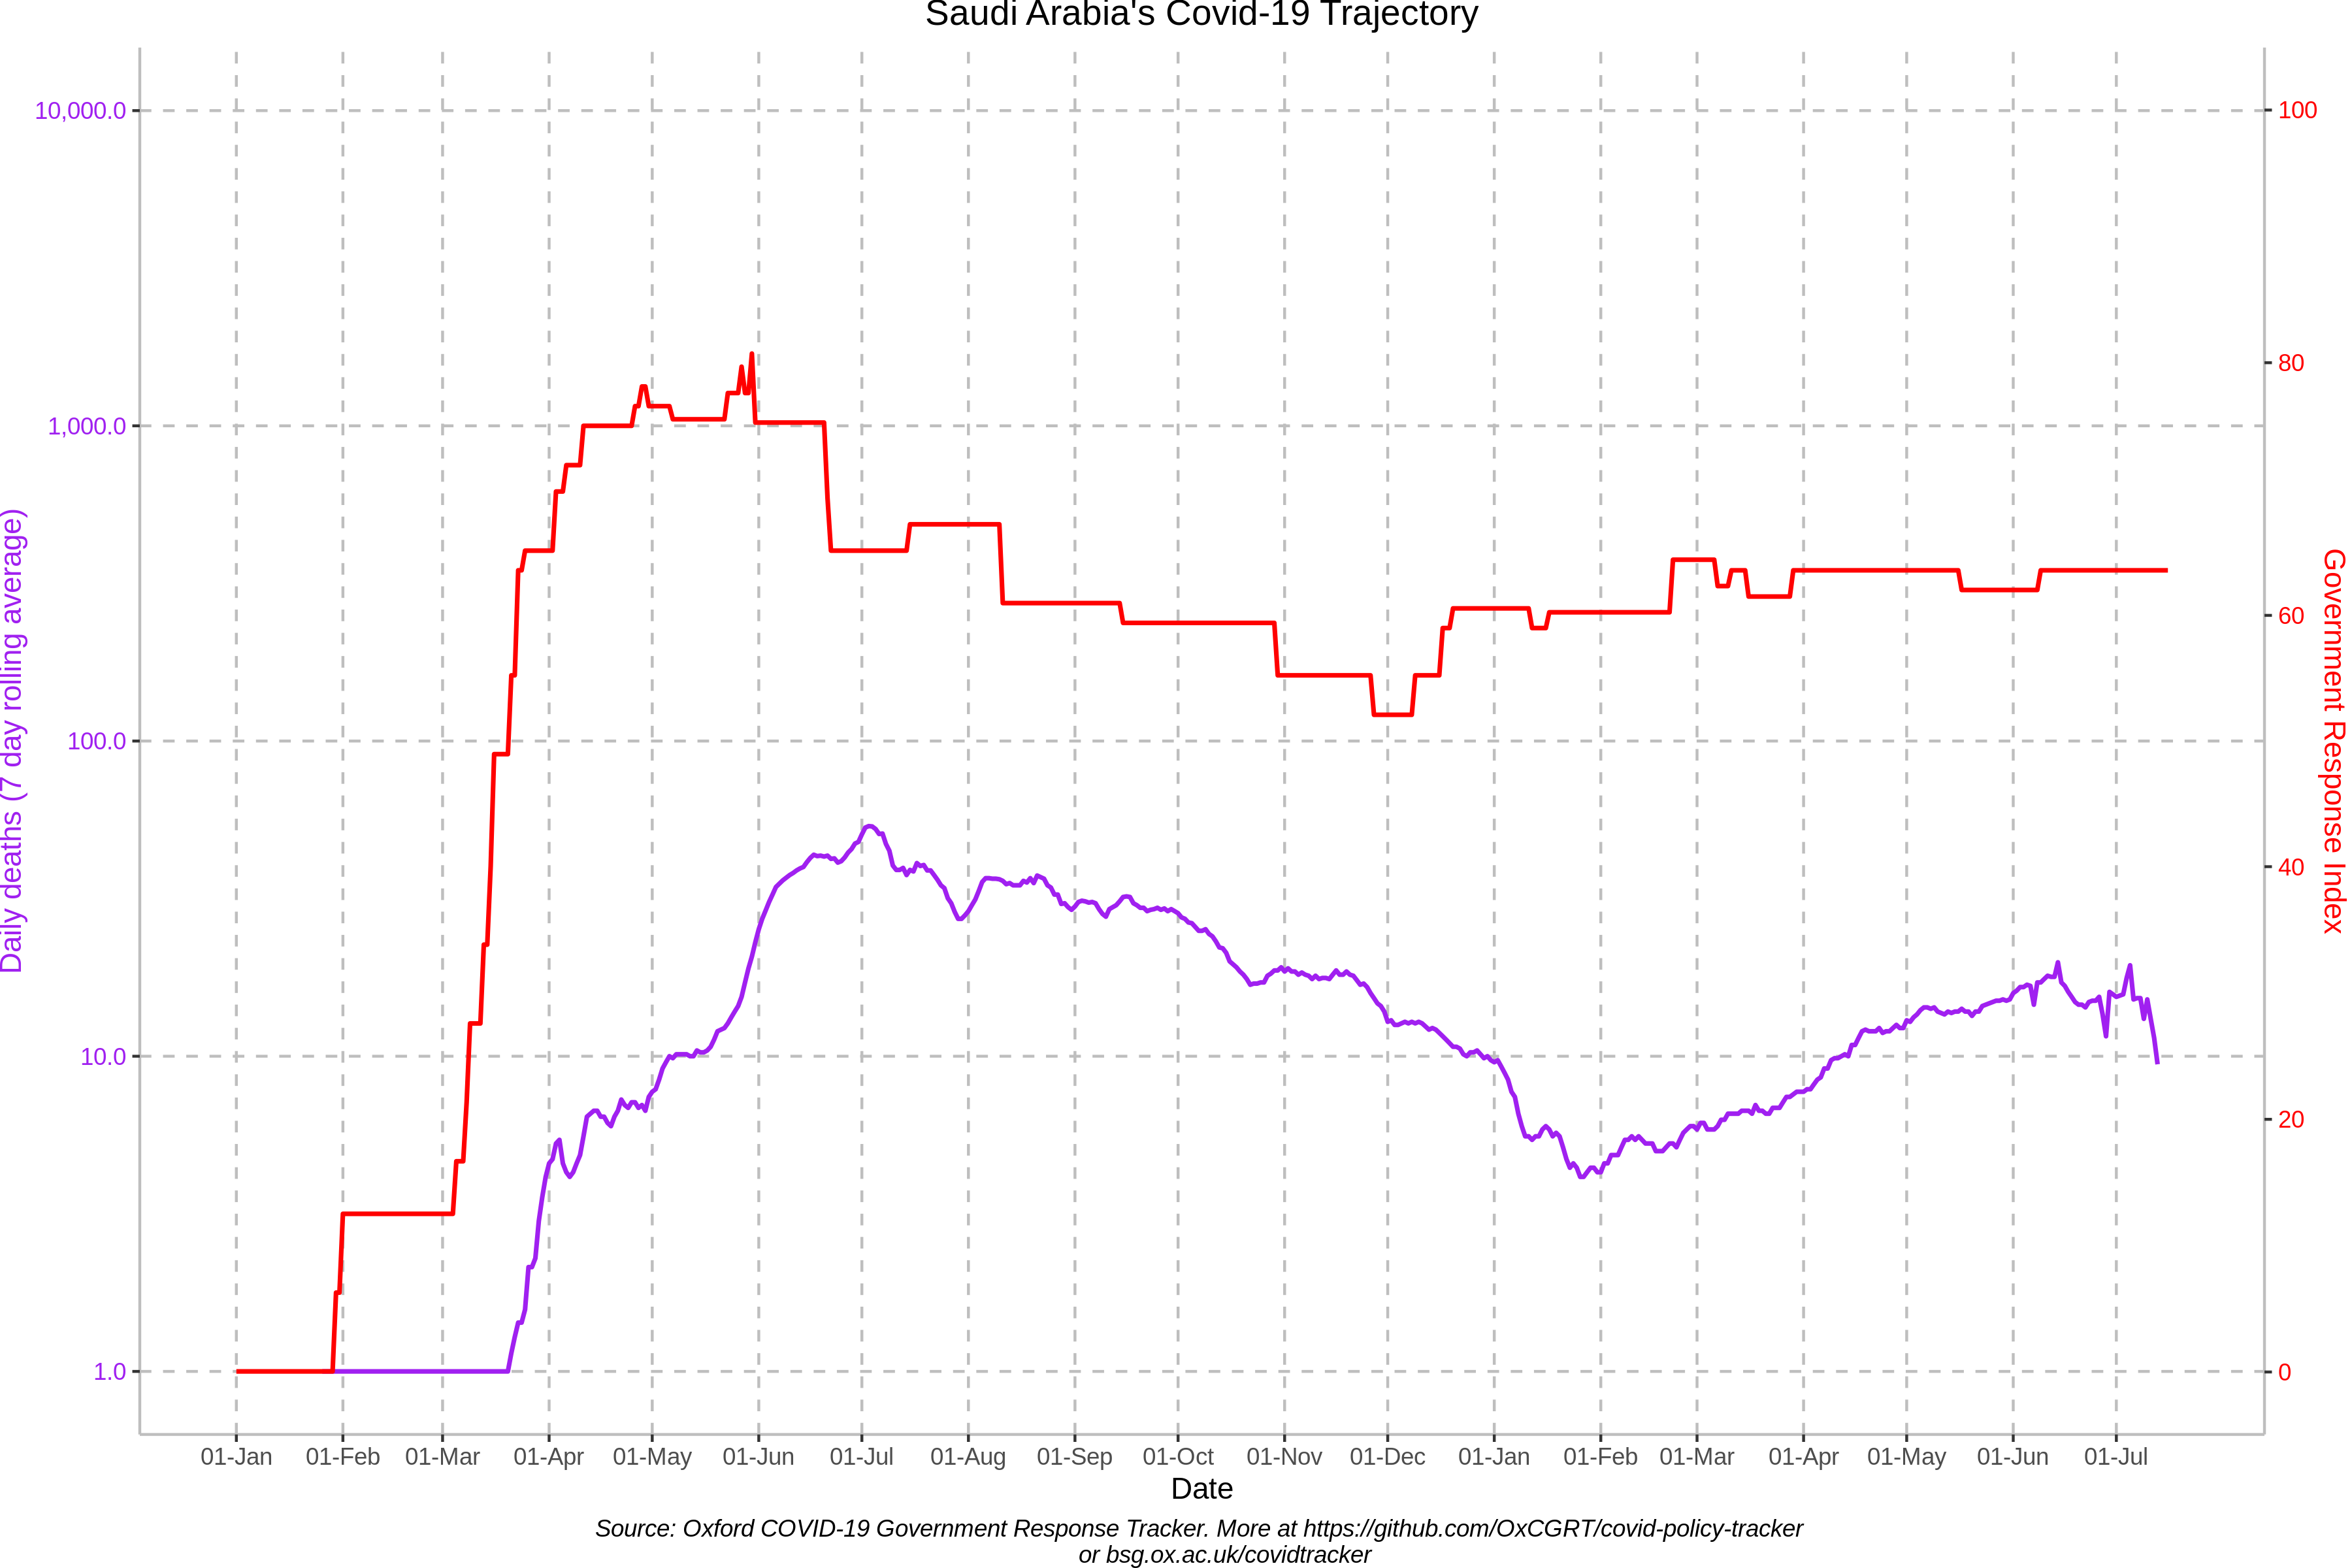 Saudi Arabia's Covid-19 Trajectory
10,000.0
1,000.0
100.0
10.0
1.0
Daily deaths (7 day rolling average)
100
80
60
40
20
0
Government Response Index
01-Jan 01-Feb 01-Mar 01-Apr 01-May 01-Jun 01-Jul 01-Aug 01-Sep 01-Oct 01-Nov 01-Dec 01-Jan 01-Feb 01-Mar 01-Apr 01-May 01-Jun 01-Jul
Date
Source: Oxford COVID-19 Government Response Tracker. More at https://github.com/OxCGRT/covid-policy-tracker
or bsg.ox.ac.uk/covidtracker